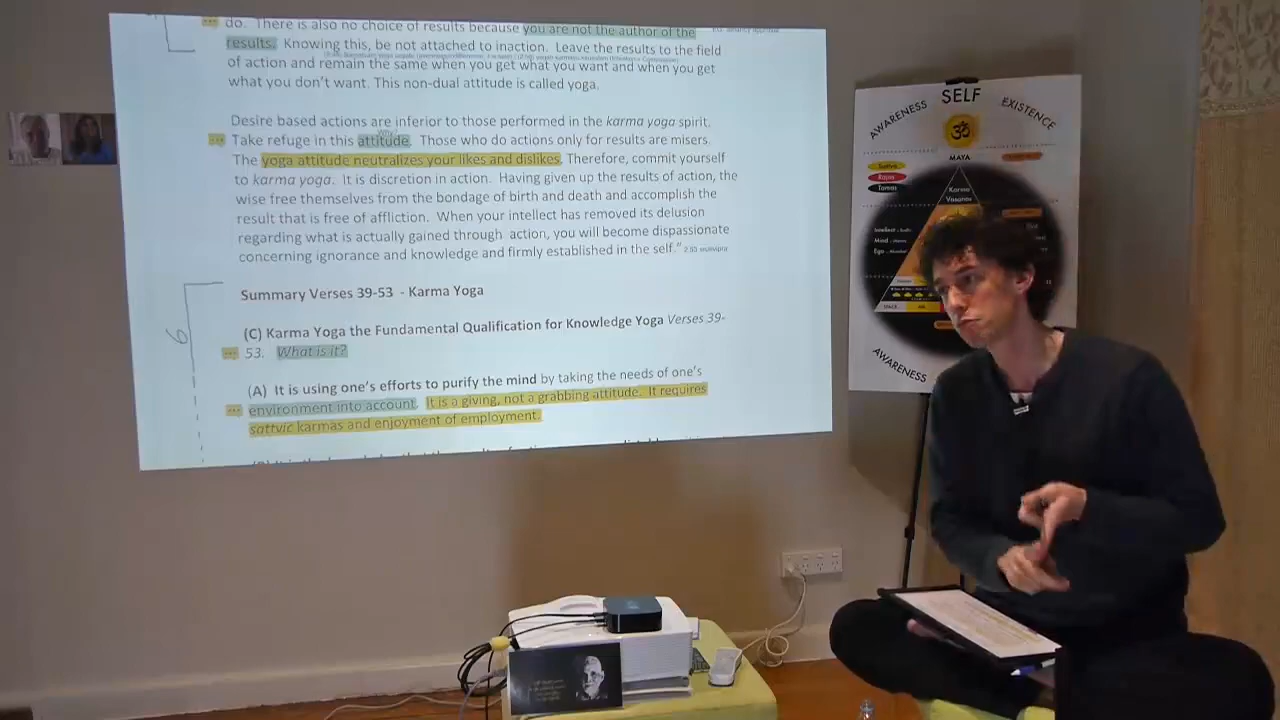 do. There is also no choice of results because you are not the author of the
results. Knowing this, be not attached to inaction. Leave the results to the field
of action and remain the same when you get what you want and when you get
what you don't want. This non-dual attitude is called yoga.
Desire based actions are inferior to those performed in the karma yoga spirit.
Take refuge in this attitude. Those who do actions only for results are misers.
The yoga attitude neutralizes your likes and dislikes. Therefore, commit yourself
to karma yoga. It is discretion in action. Having given up the results of action, the
wise free themselves from the bondage of birth and death and accomplish the
result that is free of affliction. When your intellect has removed its delusion
regarding what is actually gained through action, you will become dispassionate
concerning ignorance and knowledge and firmly established in the self."
Summary Verses 39-53 - Karma Yoga
6
(C) Karma Yoga the Fundamental Qualification for Knowledge Yoga Verses 39-
53. What is it?
(A) It is using one's efforts to purify the mind by taking the needs of one's
environment into account. It is a giving, not a grabbing attitude. It requires
sattvic karmas and enjoyment of employment.
SELF
AWARENESS
EXISTENCE
ॐ
MAYA
Sattva
Rajas
Tamas
Karma
Vasanas
Intellect
Mind
Ego
AWARENESS